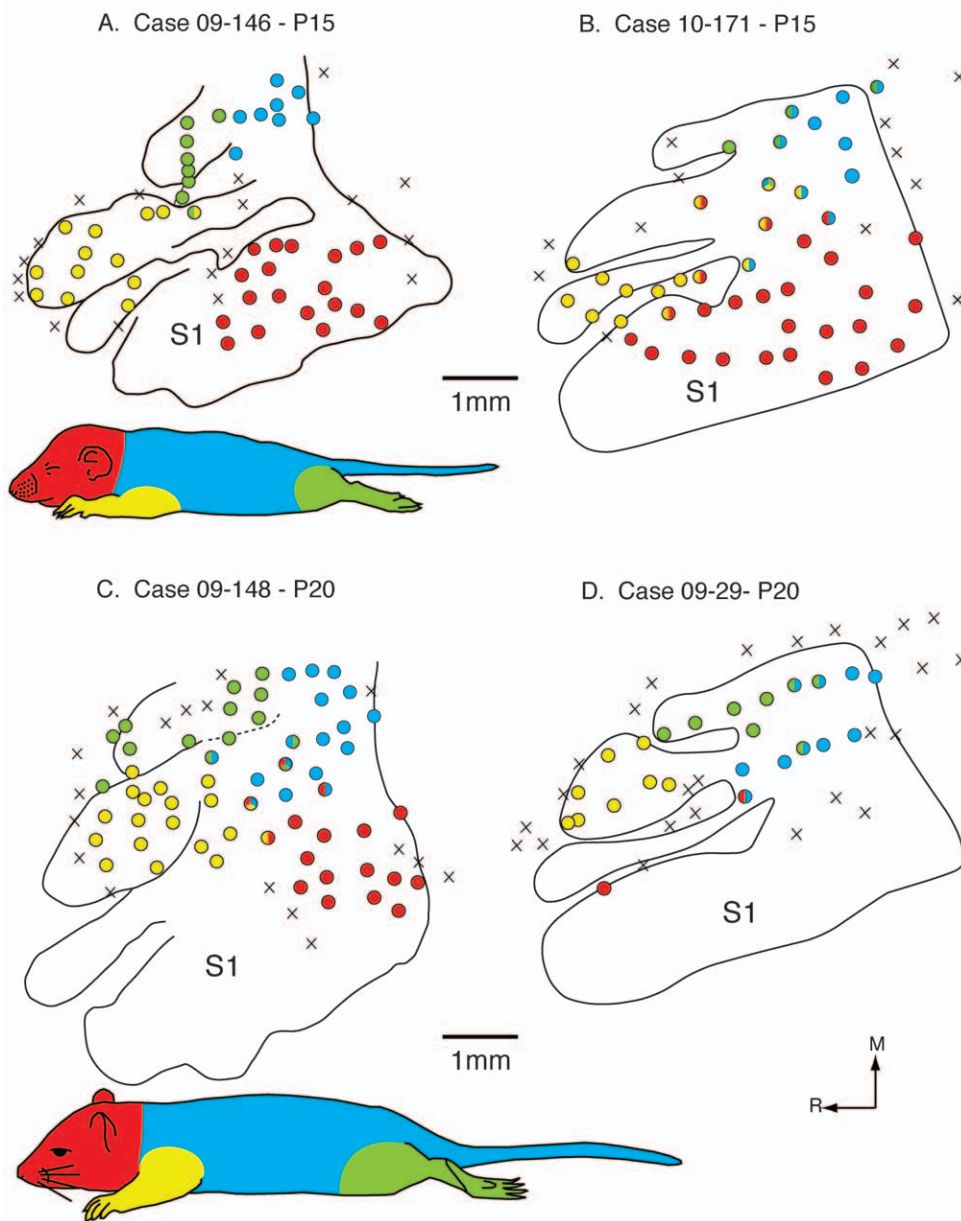 A. Case 09-146 - P15
B. Case 10-171 - P15
S1
1mm
S1
C. Case 09-148 - P20
D. Case 09-29- P20
S1
S1
1mm
M
R